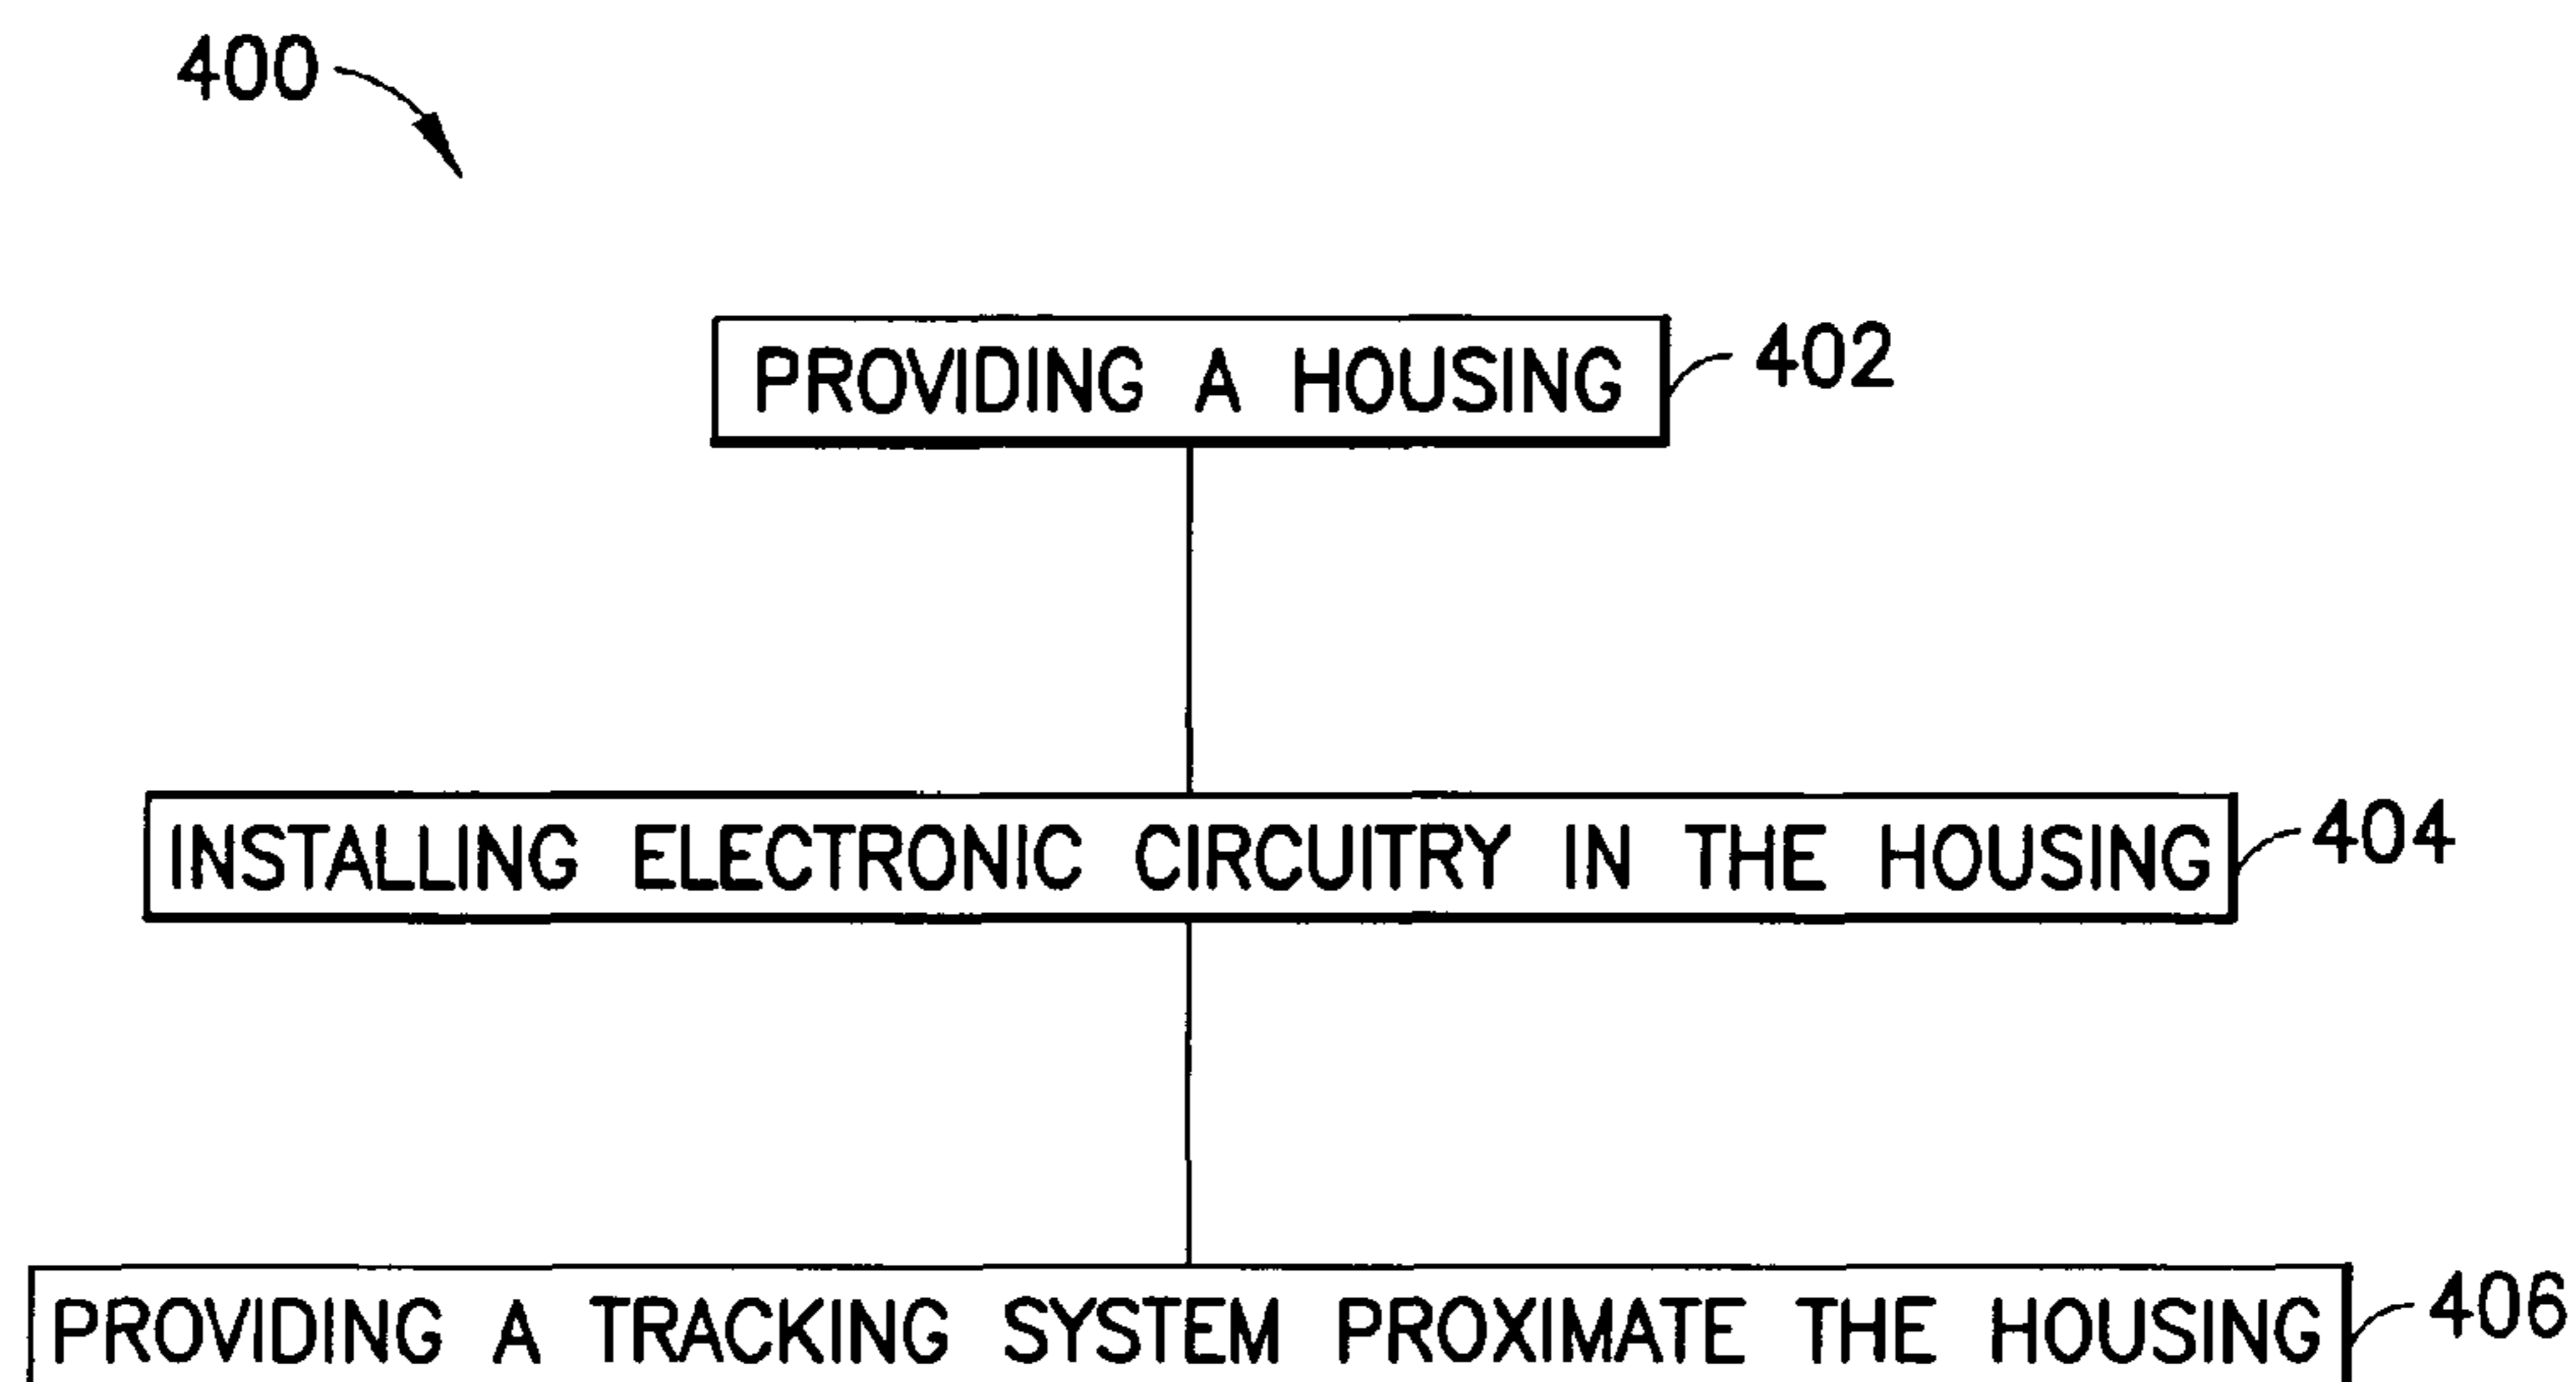 400
PROVIDING A HOUSING 402
INSTALLING ELECTRONIC CIRCUITRY IN THE HOUSING 404
PROVIDING A TRACKING SYSTEM PROXIMATE THE HOUSING 406